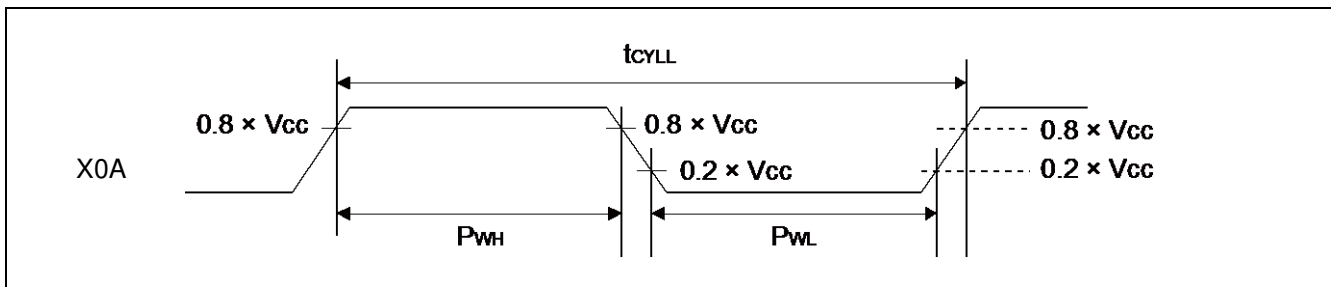 tCYLL
0.8 × Vcc 0.8 × Vcc 0.8 × Vcc
X0A 0.2 × Vcc 0.2 × Vcc
PWH PWL